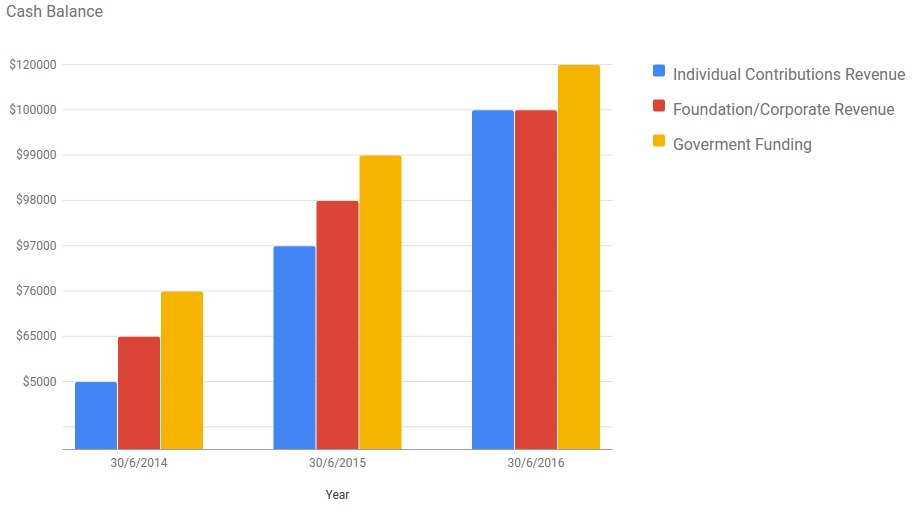 Cash Balance
$120000
$100000
$99000
$98000
$97000
$76000
$65000
$5000
30/6/2014 30/6/2015 30/6/2016
Year
Individual Contributions Revenue
Foundation/Corporate Revenue
Goverment Funding